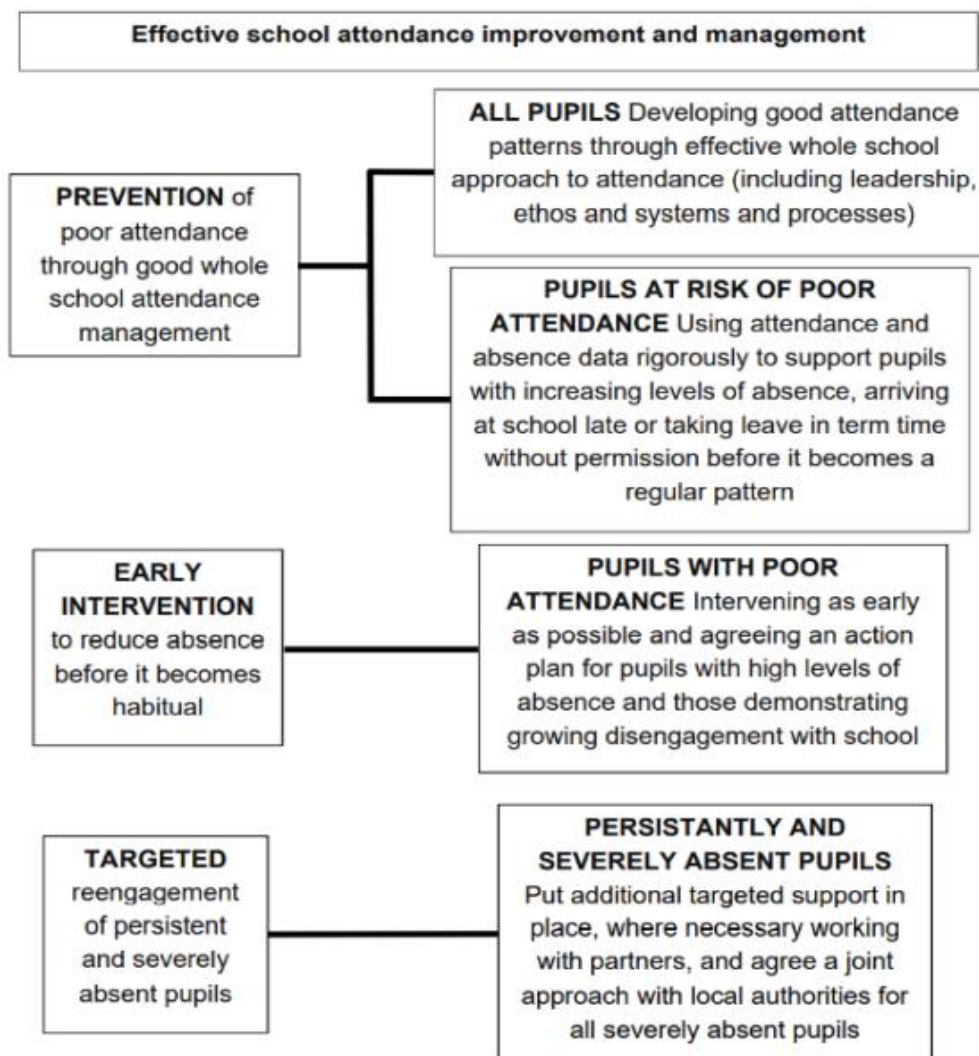 Effective school attendance improvement and management
PREVENTION of
poor attendance
through good whole
school attendance
management
ALL PUPILS Developing good attendance
patterns through effective whole school
approach to attendance (including leadership,
ethos and systems and processes)
PUPILS AT RISK OF POOR
ATTENDANCE Using attendance and
absence data rigorously to support pupils
with increasing levels of absence, arriving
at school late or taking leave in term time
without permission before it becomes a
regular pattern
EARLY
INTERVENTION
to reduce absence
before it becomes
habitual
PUPILS WITH POOR
ATTENDANCE Intervening as early
as possible and agreeing an action
plan for pupils with high levels of
absence and those demonstrating
growing disengagement with school
TARGETED
reengagement
of persistent
and severely
absent pupils
PERSISTANTLY AND
SEVERELY ABSENT PUPILS
Put additional targeted support in
place, where necessary working
with partners, and agree a joint
approach with local authorities for
all severely absent pupils